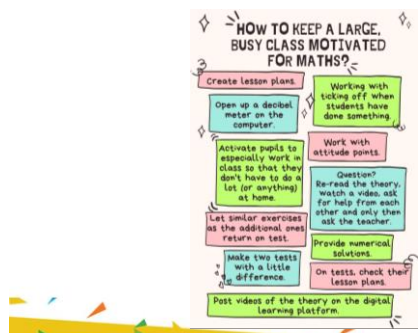 HOW TO KEEP A LARGE,
BUSY CLASS MOTIVATED
FOR MATHS?
Create lesson plans.
Working with
ticking off when
students have
done something.
Open up a decibel
meter on the
computer.
Activate pupils to
especially work in
class so that they
don't have to do a
lot (or anything)
at home.
Work with
attitude points.
Question?
Re-read the theory,
watch a video, ask
for help from each
other and only then
ask the teacher.
Let similar exercises
as the additional ones
return on test.
Provide numerical
solutions.
Make two tests
with a little
difference.
On tests, check their
lesson plans.
Post videos of the theory on the digital
learning platform.